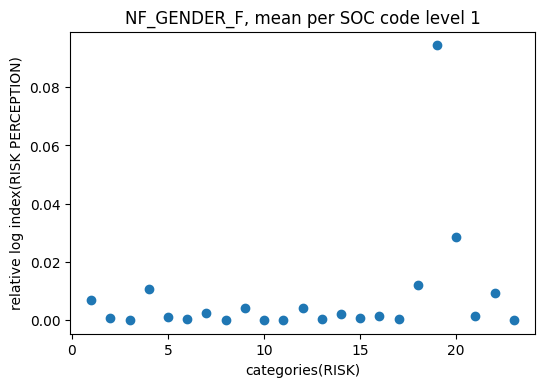 NF_GENDER_F, mean per SOC code level 1
relative log index(RISK PERCEPTION)
0.08
0.06
0.04
0.02
0.00
0 5 10 15 20
categories(RISK)